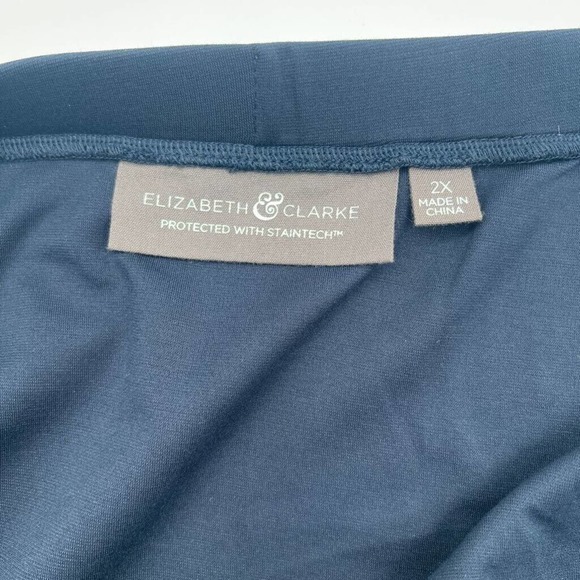 ELIZABETH & CLARKE
PROTECTED WITH STAINTECH™
2X
MADE IN
CHINA